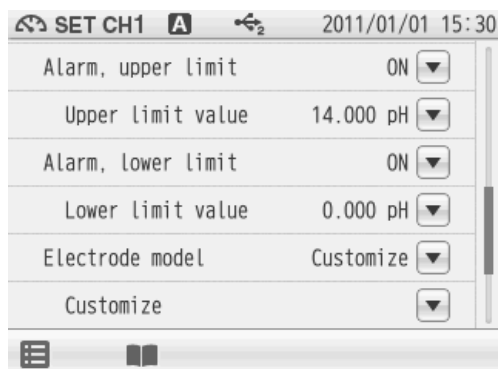 SET CH1 A 2 2011/01/01 15:30
Alarm, upper limit ON
Upper limit value 14.000 pH
Alarm, lower limit ON
Lower limit value 0.000 pH
Electrode model Customize
Customize